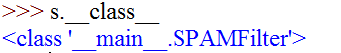 >>> s.__class__
<class '__main__.SPAMFilter'>